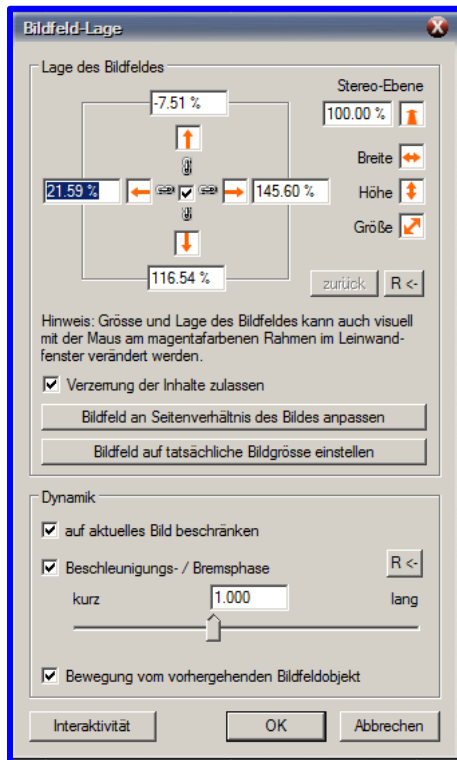 Bildfeld-Lage
Lage des Bildfeldes
-7.51 %
Stereo-Ebene
100.00 %
Breite
21.59 %
145.60 %
Höhe
Größe
116.54 %
zurück
R <-
Hinweis: Grösse und Lage des Bildfeldes kann auch visuell
mit der Maus am magentafarbenen Rahmen im Leinwand-
fenster verändert werden.
Verzerrung der Inhalte zulassen
Bildfeld an Seitenverhältnis des Bildes anpassen
Bildfeld auf tatsächliche Bildgrösse einstellen
Dynamik
auf aktuelles Bild beschränken
Beschleunigungs- / Bremsphase
R <-
kurz
1.000
lang
Bewegung vom vorhergehenden Bildfeldobjekt
Interaktivität
OK
Abbrechen